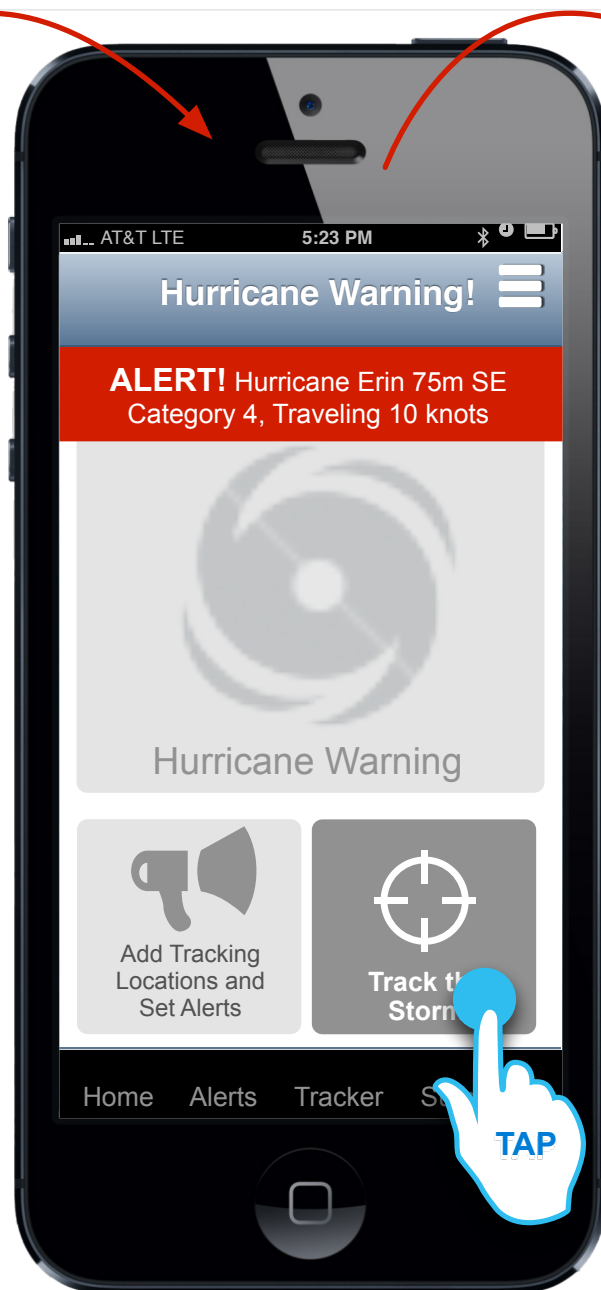 AT&T LTE 5:23 PM
Hurricane Warning!
ALERT! Hurricane Erin 75m SE
Category 4, Traveling 10 knots
Hurricane Warning
Add Tracking
Locations and
Set Alerts
Track the
Storm
Home Alerts Tracker
TAP